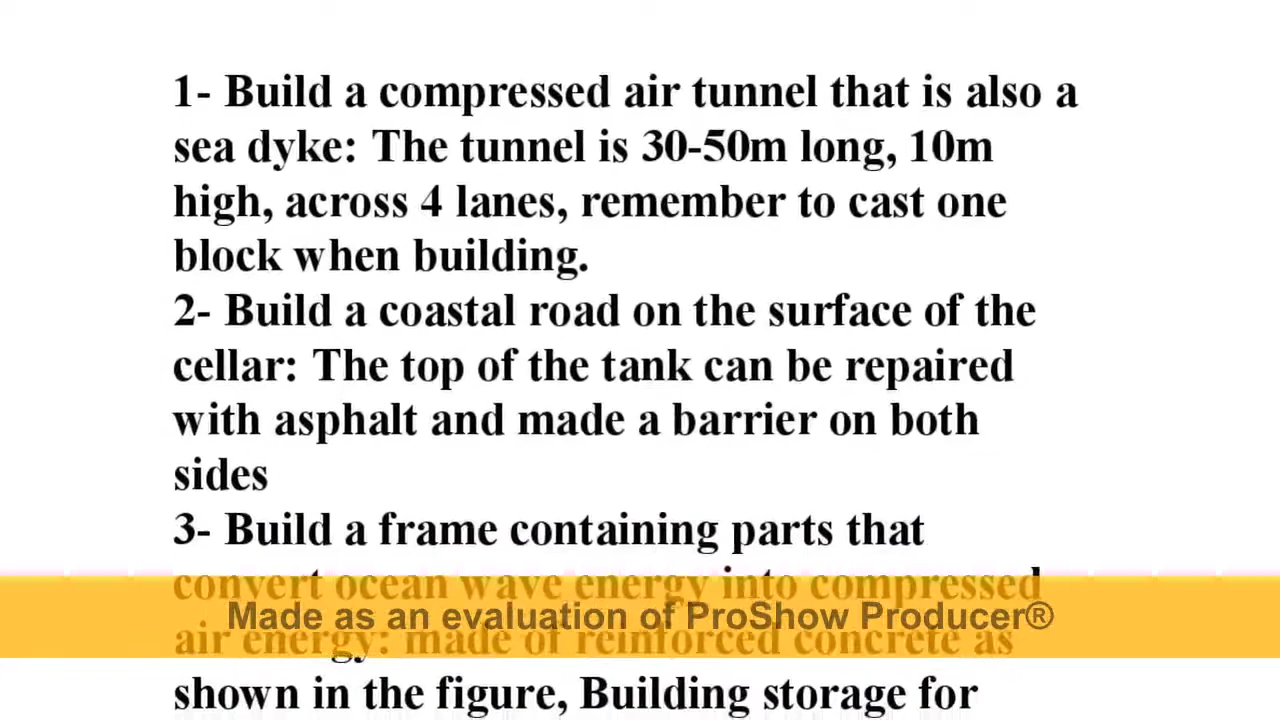 1- Build a compressed air tunnel that is also a
sea dyke: The tunnel is 30-50m long, 10m
high, across 4 lanes, remember to cast one
block when building.
2- Build a coastal road on the surface of the
cellar: The top of the tank can be repaired
with asphalt and made a barrier on both
sides
3- Build a frame containing parts that
convert ocean wave energy into compressed
Made as an evaluation of ProShow Producer®
air energy: made of reinforced concrete as
shown in the figure, Building storage for